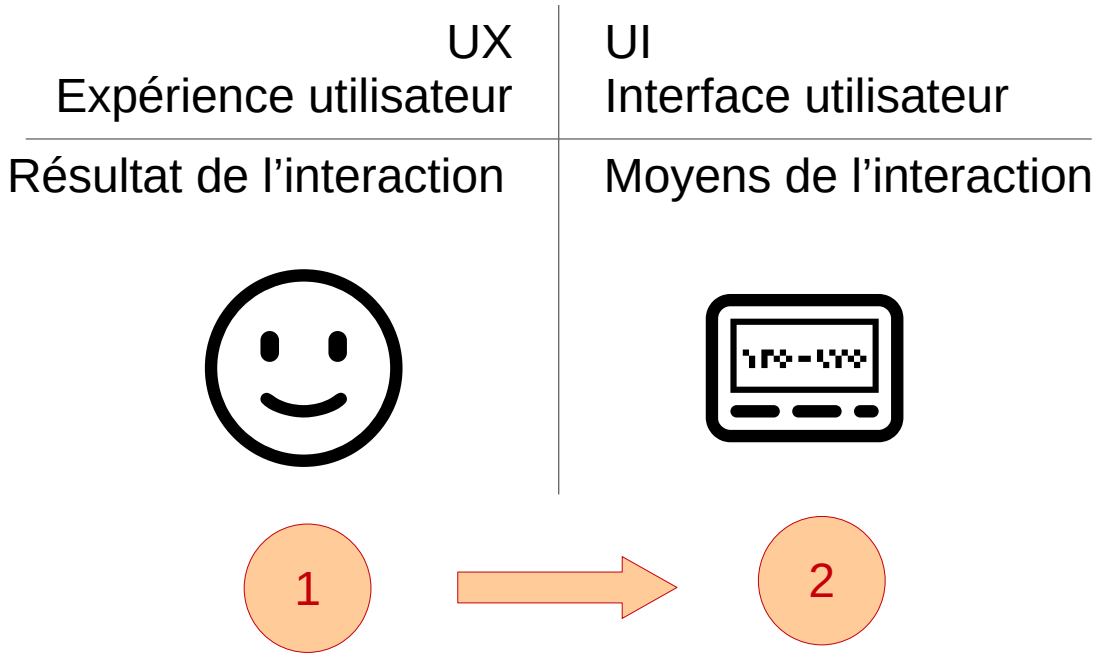 UX
Expérience utilisateur
UI
Interface utilisateur
Résultat de l’interaction
Moyens de l’interaction
1
2